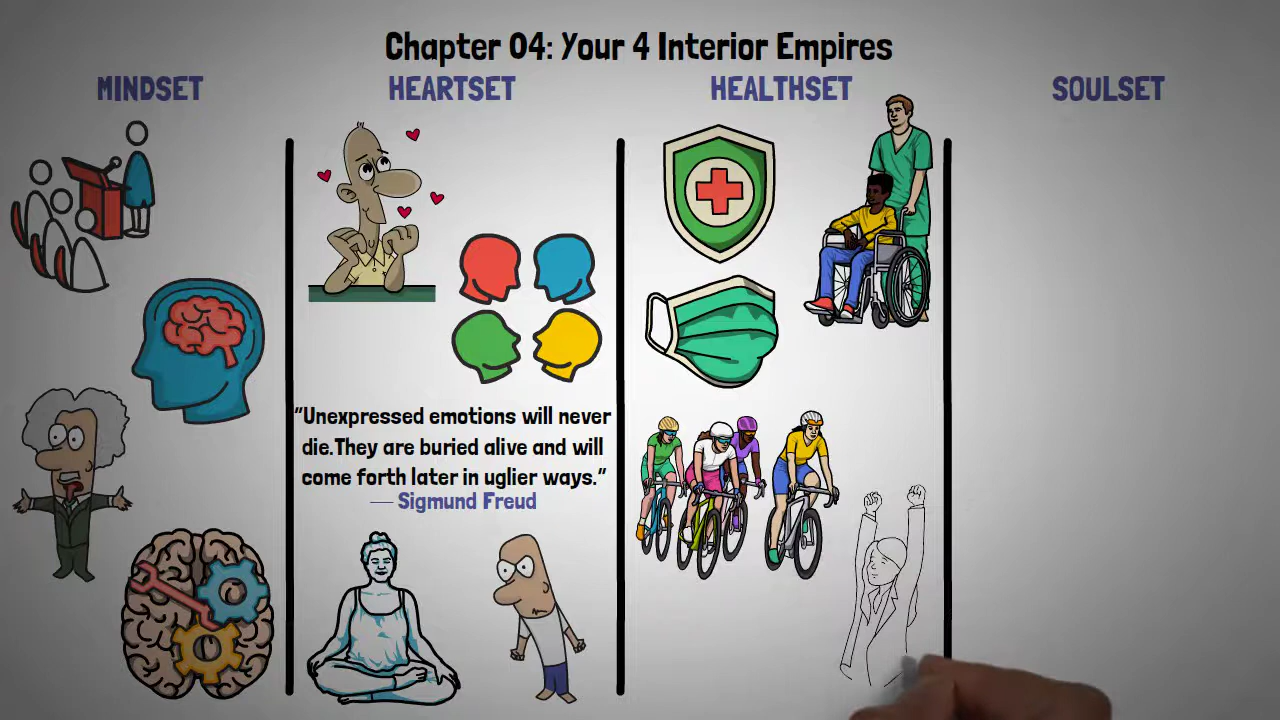 Chapter 04: Your 4 Interior Empires
MINDSET
HEARTSET
HEALTHSET
SOULSET
"Unexpressed emotions will never
die.They are buried alive and will
come forth later in uglier ways."
— Sigmund Freud